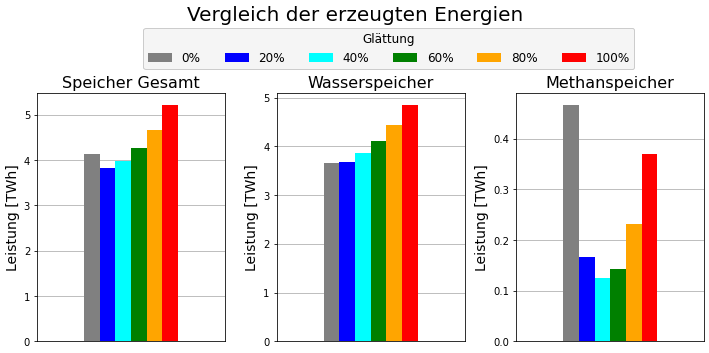 Vergleich der erzeugten Energien
Glättung
0% 20% 40% 60% 80% 100%
Speicher Gesamt
Leistung [TWh]
5
4
3
2
1
0
Wasserspeicher
Leistung [TWh]
5
4
3
2
1
0
Methanspeicher
Leistung [TWh]
0.4
0.3
0.2
0.1
0.0